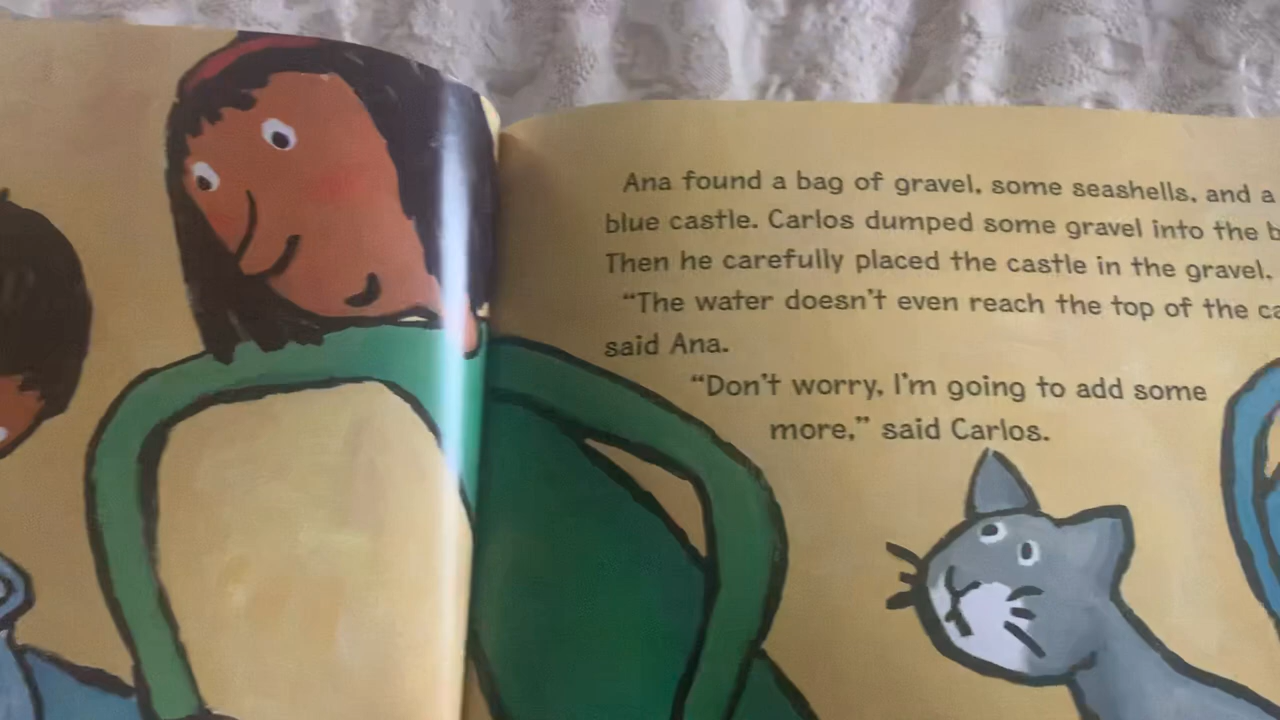 Ana found a bag of gravel, some seashells, and a
blue castle. Carlos dumped some gravel into the
Then he carefully placed the castle in the gravel.
“The water doesn’t even reach the top of the
said Ana.
“Don’t worry, I’m going to add some
more,” said Carlos.